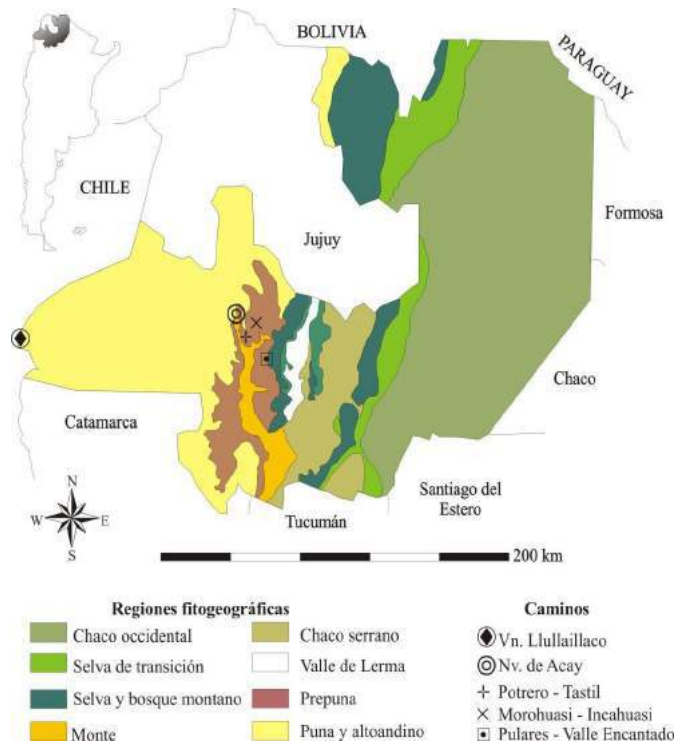 BOLIVIA
PARAGUAY
CHILE
Formosa
Jujuy
Chaco
Catamarca
Santiago del
Estero
N
W E
S
Tucumán
200 km
Regiones fitogeográficas
Chaco occidental
Selva de transición
Selva y bosque montano
Monte
Chaco serrano
Valle de Lerma
Prepuna
Puna y altoandino
Caminos
Vn. Llullaillaco
Nv. de Acay
Potrero - Tastil
Morohuasi - Incahuasi
Pulares - Valle Encantado